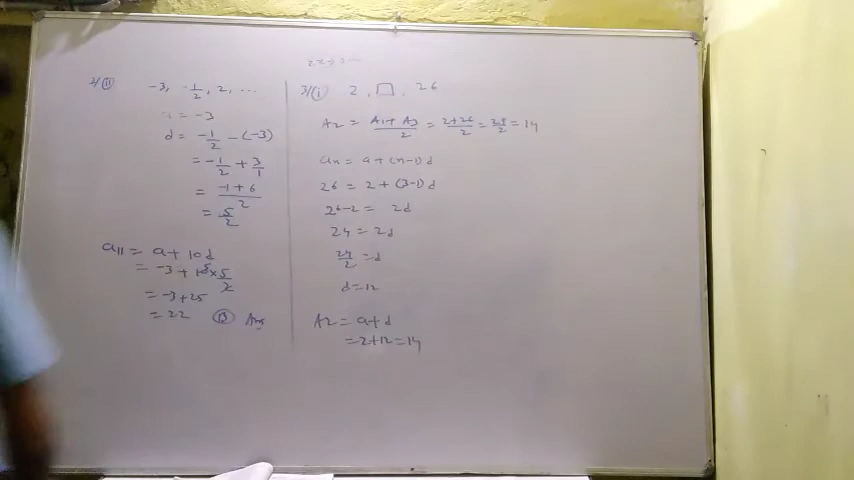 2/(ii) -3, -1/2, 2, ...
a = -3
d = -1/2 - (-3)
= -1/2 + 3/1
= (-1+6)/2
= 5/2
a11 = a + 10d
= -3 + 10 5 × 5/2
= -3 + 25
= 22 (B) Ans
3/(i) 2, □, 26
A2 = (A1 + A3)/2 = (2+26)/2 = 28/2 = 14
an = a + (n-1) d
26 = 2 + (3-1) d
26-2 = 2d
24 = 2d
24/2 = d
d = 12
A2 = a+d
= 2+12 = 14